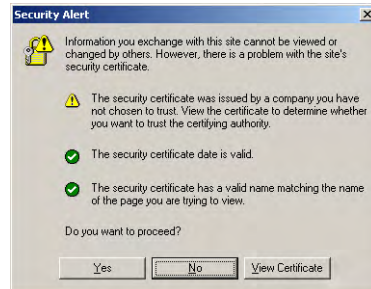 Security Alert
Information you exchange with this site cannot be viewed or
changed by others. However, there is a problem with the site's
security certificate.
The security certificate was issued by a company you have
not chosen to trust. View the certificate to determine whether
you want to trust the certifying authority.
The security certificate date is valid.
The security certificate has a valid name matching the name
of the page you are trying to view.
Do you want to proceed?
Yes No View Certificate